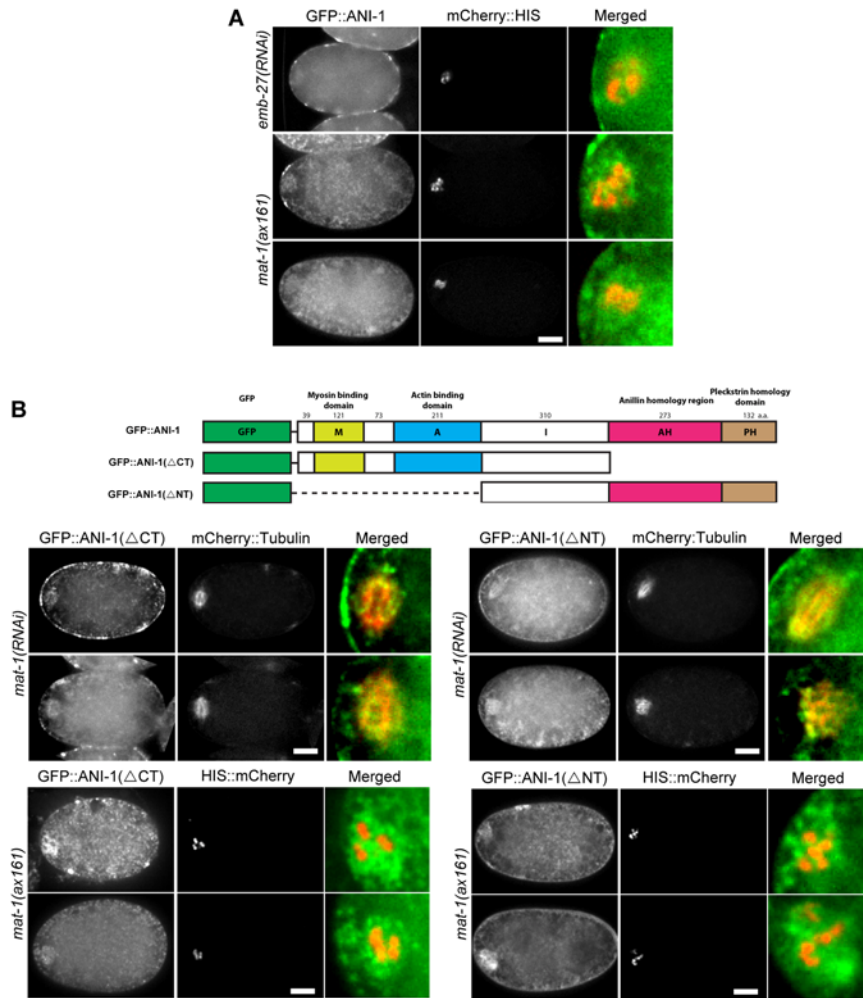 A
GFP::ANI-1 mCherry::HIS Merged
emb-27(RNAi)
mat-1(ax161)
B
GFP Myosin binding domain Actin binding domain Anillin homology region Pleckstrin homology domain
39 121 73 211 310 273 132 a.a.
GFP::ANI-1 GFP M A I AH PH
GFP::ANI-1(△CT)
GFP::ANI-1(△NT)
GFP::ANI-1(△CT) mCherry::Tubulin Merged
mat-1(RNAi)
GFP::ANI-1(△NT) mCherry:Tubulin Merged
mat-1(RNAi)
GFP::ANI-1(△CT) HIS::mCherry Merged
mat-1(ax161)
GFP::ANI-1(△NT) HIS::mCherry Merged
mat-1(ax161)